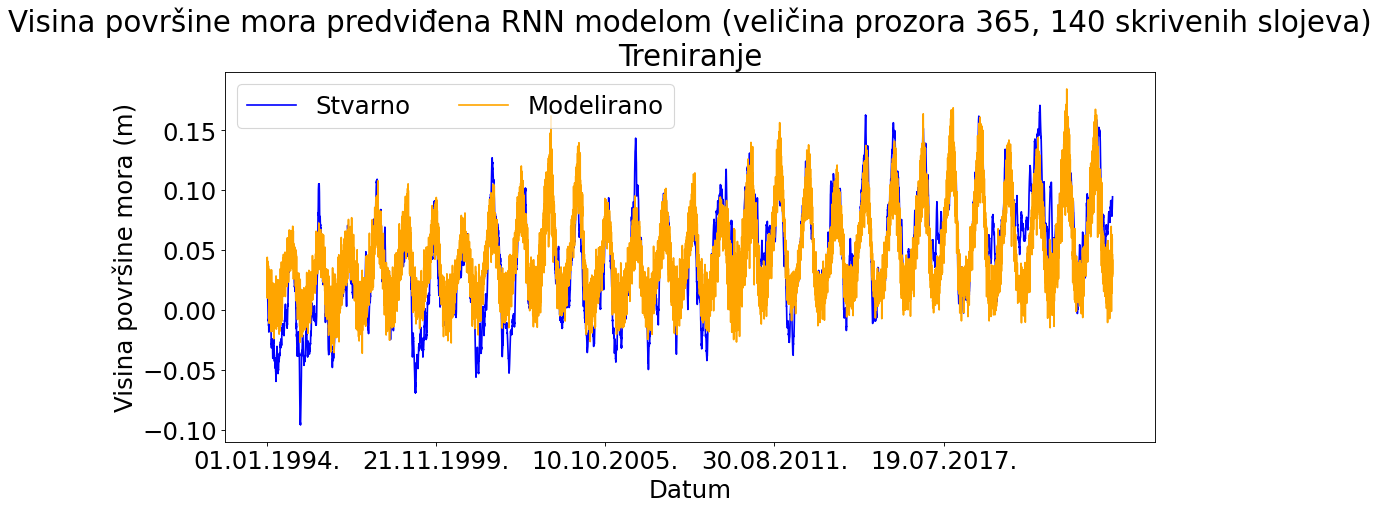 Visina površine mora predviđena RNN modelom (veličina prozora 365, 140 skrivenih slojeva)
Treniranje
Stvarno Modelirano
Visina površine mora (m)
0.15
0.10
0.05
0.00
−0.05
−0.10
01.01.1994. 21.11.1999. 10.10.2005. 30.08.2011. 19.07.2017.
Datum